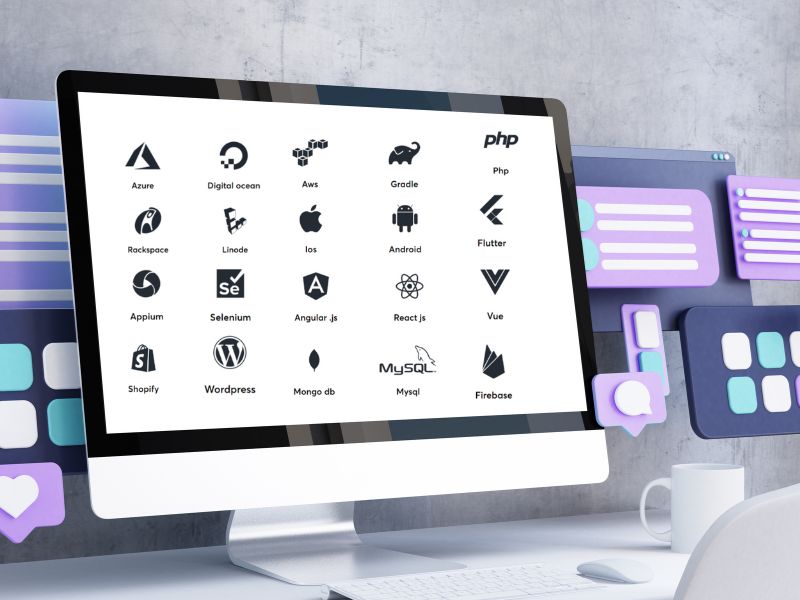 php
Azure
Digital ocean
Aws
Gradle
Php
Rackspace
Linode
Ios
Android
Flutter
Se
A
Appium
Selenium
Angular .js
React js
Vue
S
W
MySQL
Shopify
Wordpress
Mongo db
Mysql
Firebase